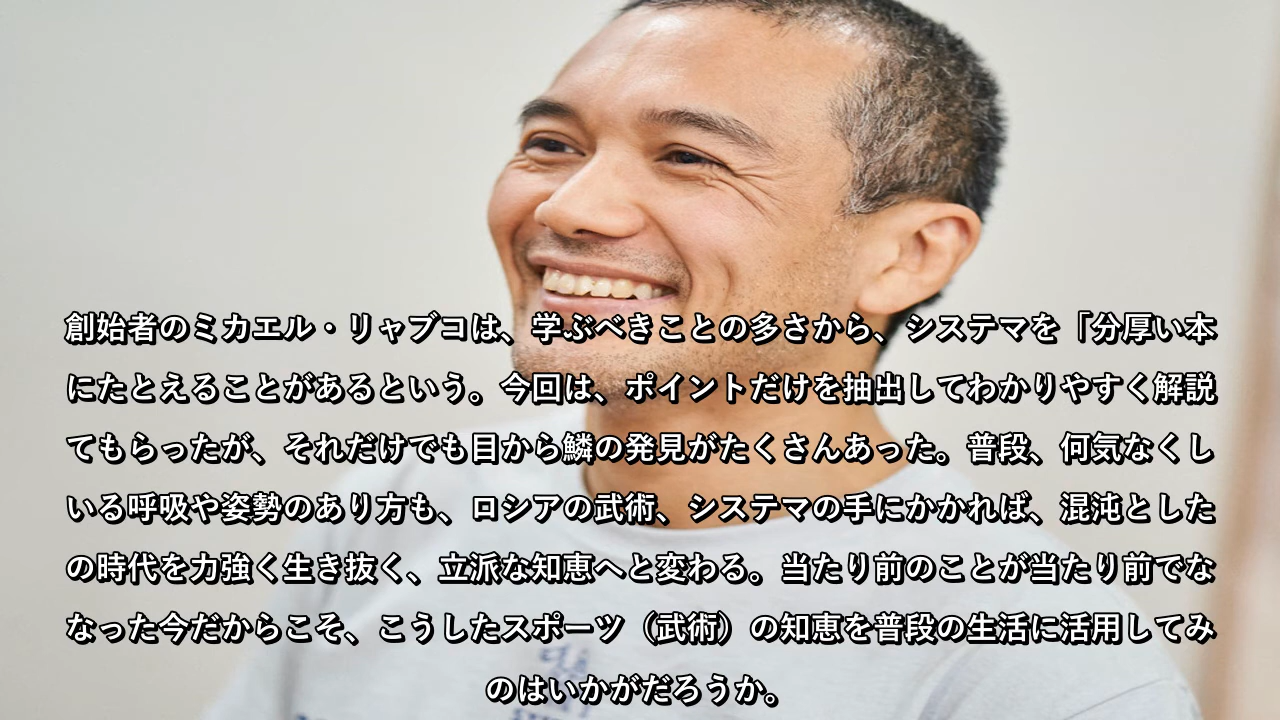 創始者のミカエル・リャブコは、学ぶべきことの多さから、システマを「分厚い本
にたとえることがあるという。今回は、ポイントだけを抽出してわかりやすく解説
てもらったが、それだけでも目から鱗の発見がたくさんあった。普段、何気なくし
いる呼吸や姿勢のあり方も、ロシアの武術、システマの手にかかれば、混沌とした
の時代を力強く生き抜く、立派な知恵へと変わる。当たり前のことが当たり前でな
なった今だからこそ、こうしたスポーツ（武術）の知恵を普段の生活に活用してみ
のはいかがだろうか。